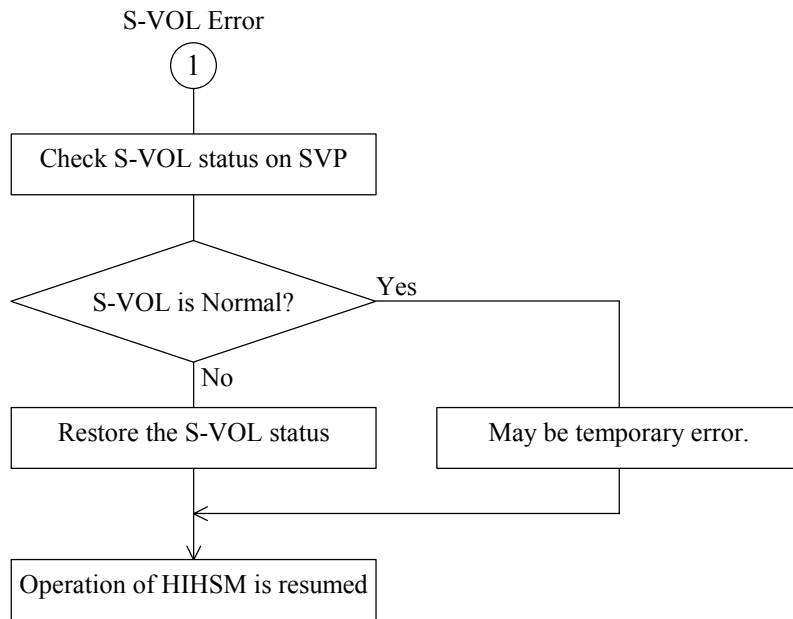 S-VOL Error
1
Check S-VOL status on SVP
S-VOL is Normal?
Yes
No
Restore the S-VOL status
May be temporary error.
Operation of HIHSM is resumed